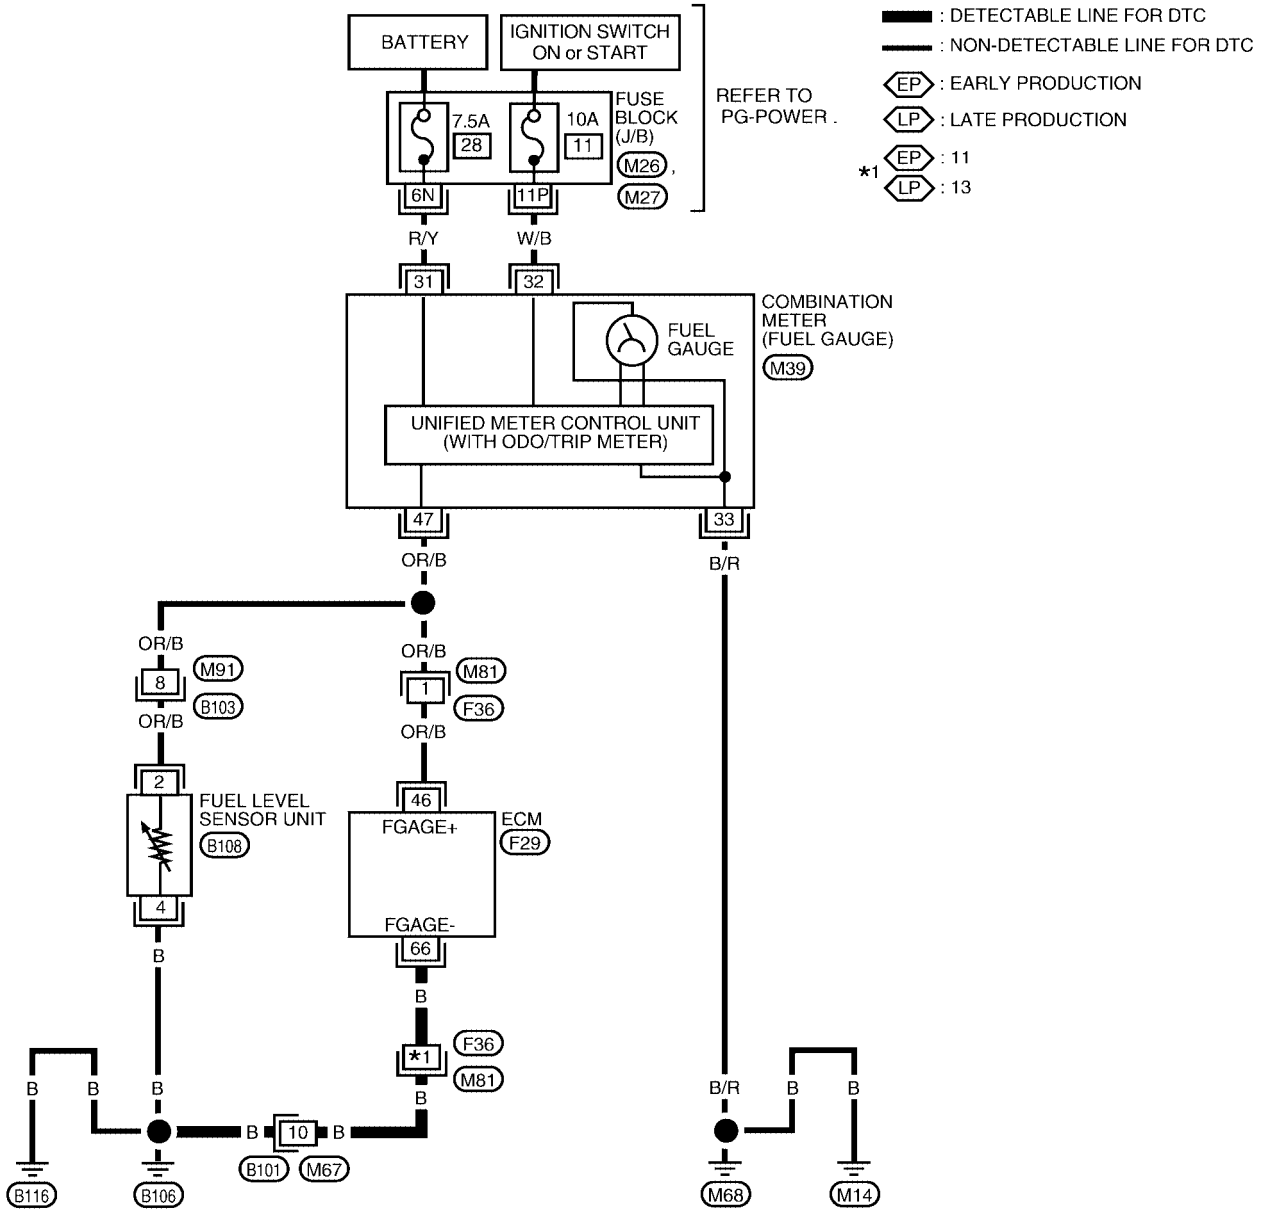 BATTERY
IGNITION SWITCH
ON or START
: DETECTABLE LINE FOR DTC
: NON-DETECTABLE LINE FOR DTC
EP : EARLY PRODUCTION
LP : LATE PRODUCTION
*1
EP : 11
LP : 13
REFER TO
PG-POWER .
7.5A
28
10A
11
FUSE
BLOCK
(J/B)
M26 ,
M27
6N
11P
R/Y
W/B
31
32
COMBINATION
METER
(FUEL GAUGE)
M39
FUEL
GAUGE
UNIFIED METER CONTROL UNIT
(WITH ODO/TRIP METER)
47
33
OR/B
B/R
OR/B
8
M91
B103
OR/B
OR/B
1
M81
F36
OR/B
2
FUEL LEVEL
SENSOR UNIT
B108
4
B
46
FGAGE+
ECM
F29
FGAGE-
66
B
*1
F36
M81
B
B
B
B
B
10
B
B101
M67
B116
B106
B/R
B
B
M68
M14